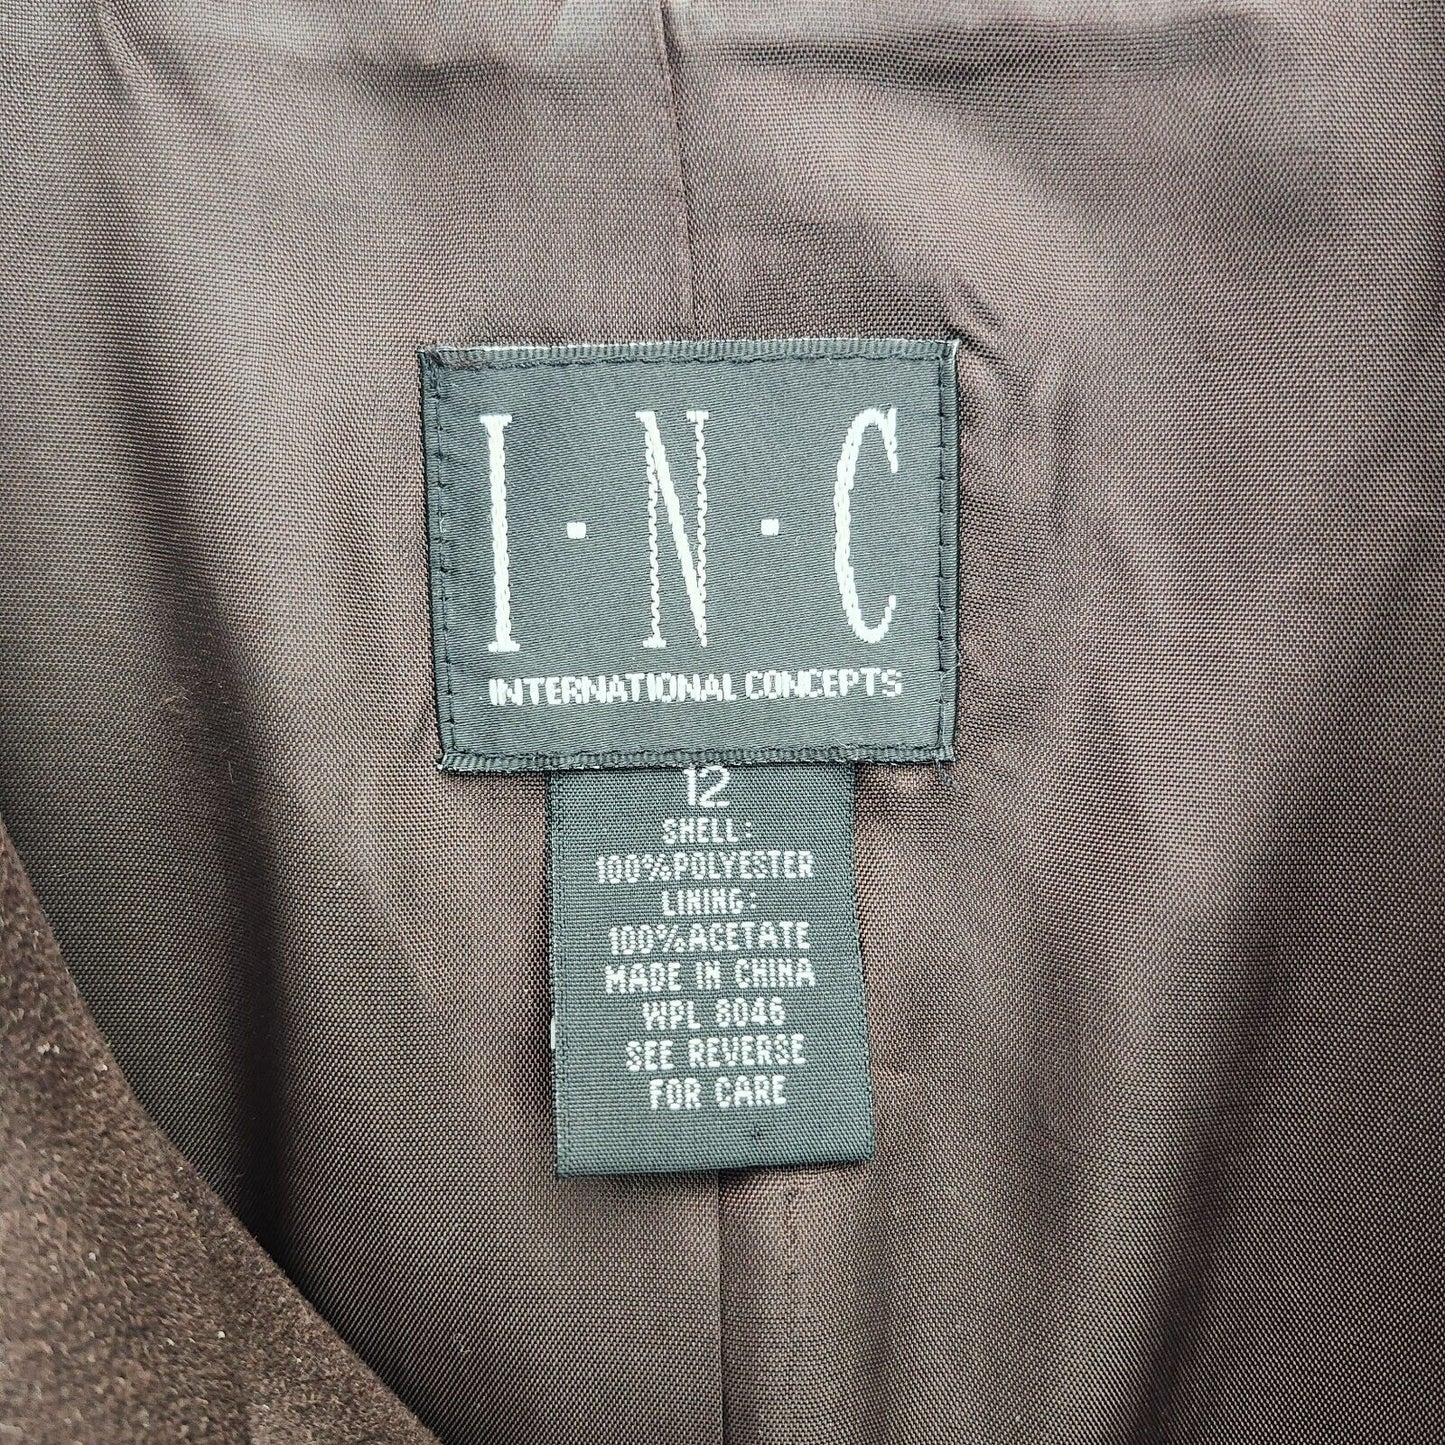 I·N·C
INTERNATIONAL CONCEPTS
12
SHELL:
100%POLYESTER
LINING:
100%ACETATE
MADE IN CHINA
WPL 8046
SEE REVERSE
FOR CARE